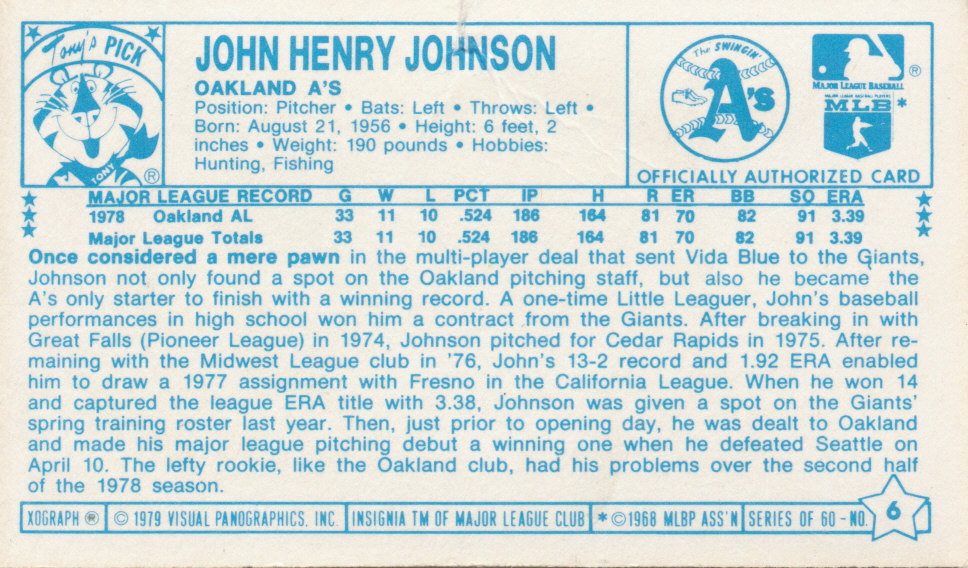 Tony's PICK
TONY
®
JOHN HENRY JOHNSON
OAKLAND A'S
Position: Pitcher • Bats: Left • Throws: Left •
Born: August 21, 1956 • Height: 6 feet, 2
inches • Weight: 190 pounds • Hobbies:
Hunting, Fishing
The SWINGIN'
A's
®
MAJOR LEAGUE BASEBALL
MAJOR LEAGUE BASEBALL PLAYERS
MLB*
OFFICIALLY AUTHORIZED CARD
MAJOR LEAGUE RECORD G W L PCT IP H R ER BB SO ERA
1978 Oakland AL 33 11 10 .524 186 164 81 70 82 91 3.39
Major League Totals 33 11 10 .524 186 164 81 70 82 91 3.39
Once considered a mere pawn in the multi-player deal that sent Vida Blue to the Giants,
Johnson not only found a spot on the Oakland pitching staff, but also he became the
A's only starter to finish with a winning record. A one-time Little Leaguer, John's baseball
performances in high school won him a contract from the Giants. After breaking in with
Great Falls (Pioneer League) in 1974, Johnson pitched for Cedar Rapids in 1975. After re-
maining with the Midwest League club in '76, John's 13-2 record and 1.92 ERA enabled
him to draw a 1977 assignment with Fresno in the California League. When he won 14
and captured the league ERA title with 3.38, Johnson was given a spot on the Giants'
spring training roster last year. Then, just prior to opening day, he was dealt to Oakland
and made his major league pitching debut a winning one when he defeated Seattle on
April 10. The lefty rookie, like the Oakland club, had his problems over the second half
of the 1978 season.
XOGRAPH ® © 1979 VISUAL PANOGRAPHICS, INC. INSIGNIA TM OF MAJOR LEAGUE CLUB * ©1968 MLBP ASS'N SERIES OF 60 - NO. 6